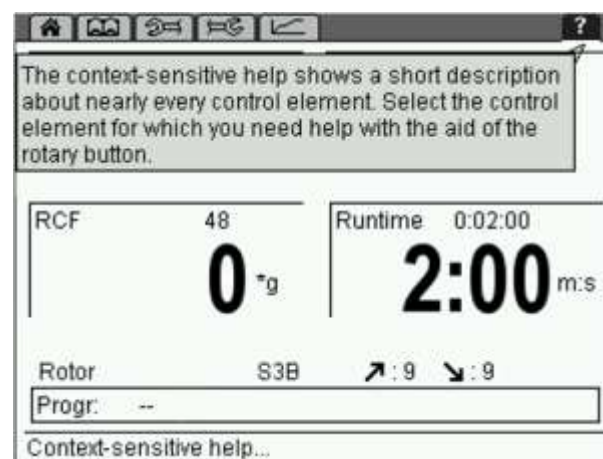 ?
The context-sensitive help shows a short description
about nearly every control element. Select the control
element for which you need help with the aid of the
rotary button.
RCF 48
0 *g
Runtime 0:02:00
2:00 m:s
Rotor S3B ↗ : 9 ↘ : 9
Progr: --
Context-sensitive help...